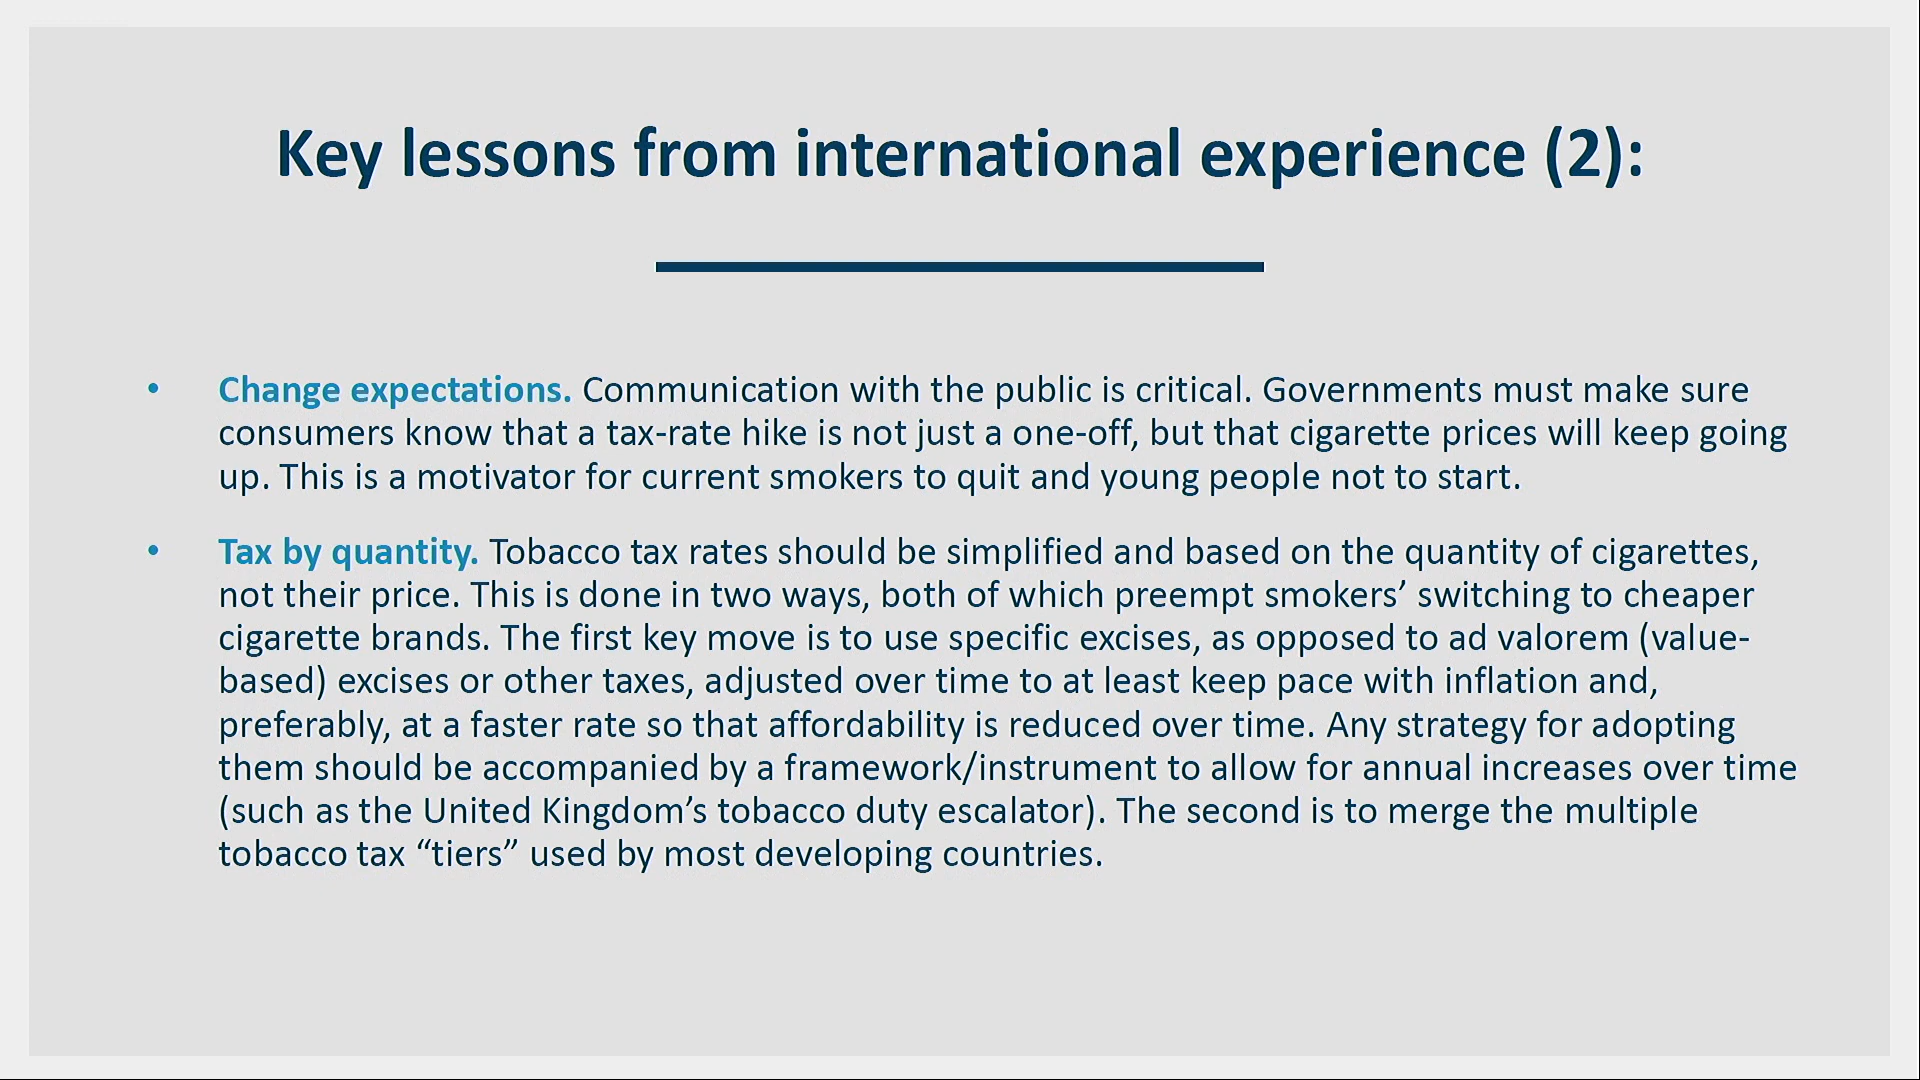 Key lessons from international experience (2):
• Change expectations. Communication with the public is critical. Governments must make sure
consumers know that a tax-rate hike is not just a one-off, but that cigarette prices will keep going
up. This is a motivator for current smokers to quit and young people not to start.
• Tax by quantity. Tobacco tax rates should be simplified and based on the quantity of cigarettes,
not their price. This is done in two ways, both of which preempt smokers’ switching to cheaper
cigarette brands. The first key move is to use specific excises, as opposed to ad valorem (value-
based) excises or other taxes, adjusted over time to at least keep pace with inflation and,
preferably, at a faster rate so that affordability is reduced over time. Any strategy for adopting
them should be accompanied by a framework/instrument to allow for annual increases over time
(such as the United Kingdom’s tobacco duty escalator). The second is to merge the multiple
tobacco tax “tiers” used by most developing countries.